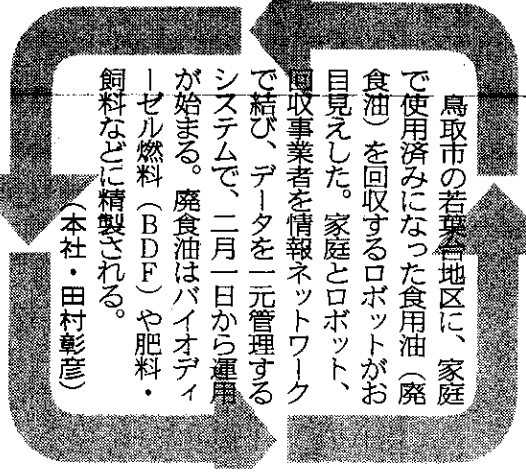 鳥取市の若葉台地区に、家庭
で使用済みになった食用油（廃
食油）を回収するロボットがお
目見えした。家庭とロボット、
回収事業者を情報ネットワーク
で結び、データを一元管理する
システムで、二月一日から運用
が始まる。廃食油はバイオディ
ーゼル燃料（ＢＤＦ）や肥料・
飼料などに精製される。
（本社・田村彰彦）